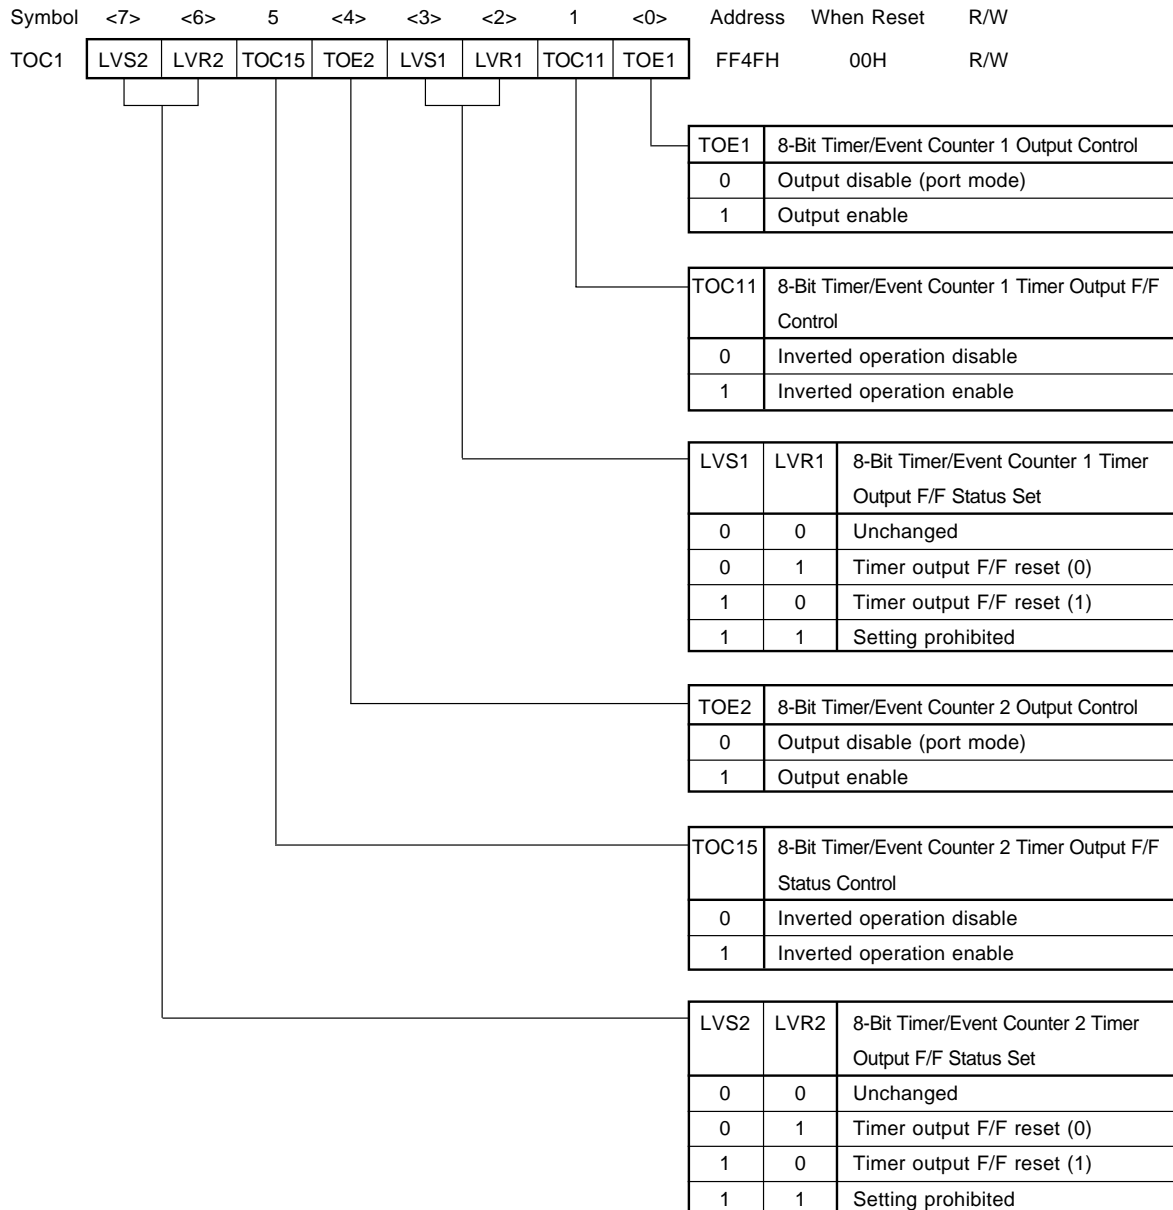 Symbol <7> <6> 5 <4> <3> <2> 1 <0> Address When Reset R/W
TOC1 LVS2 LVR2 TOC15 TOE2 LVS1 LVR1 TOC11 TOE1 FF4FH 00H R/W
TOE1 8-Bit Timer/Event Counter 1 Output Control
0 Output disable (port mode)
1 Output enable
TOC11 8-Bit Timer/Event Counter 1 Timer Output F/F
Control
0 Inverted operation disable
1 Inverted operation enable
LVS1 LVR1 8-Bit Timer/Event Counter 1 Timer
Output F/F Status Set
0 0 Unchanged
0 1 Timer output F/F reset (0)
1 0 Timer output F/F reset (1)
1 1 Setting prohibited
TOE2 8-Bit Timer/Event Counter 2 Output Control
0 Output disable (port mode)
1 Output enable
TOC15 8-Bit Timer/Event Counter 2 Timer Output F/F
Status Control
0 Inverted operation disable
1 Inverted operation enable
LVS2 LVR2 8-Bit Timer/Event Counter 2 Timer
Output F/F Status Set
0 0 Unchanged
0 1 Timer output F/F reset (0)
1 0 Timer output F/F reset (1)
1 1 Setting prohibited